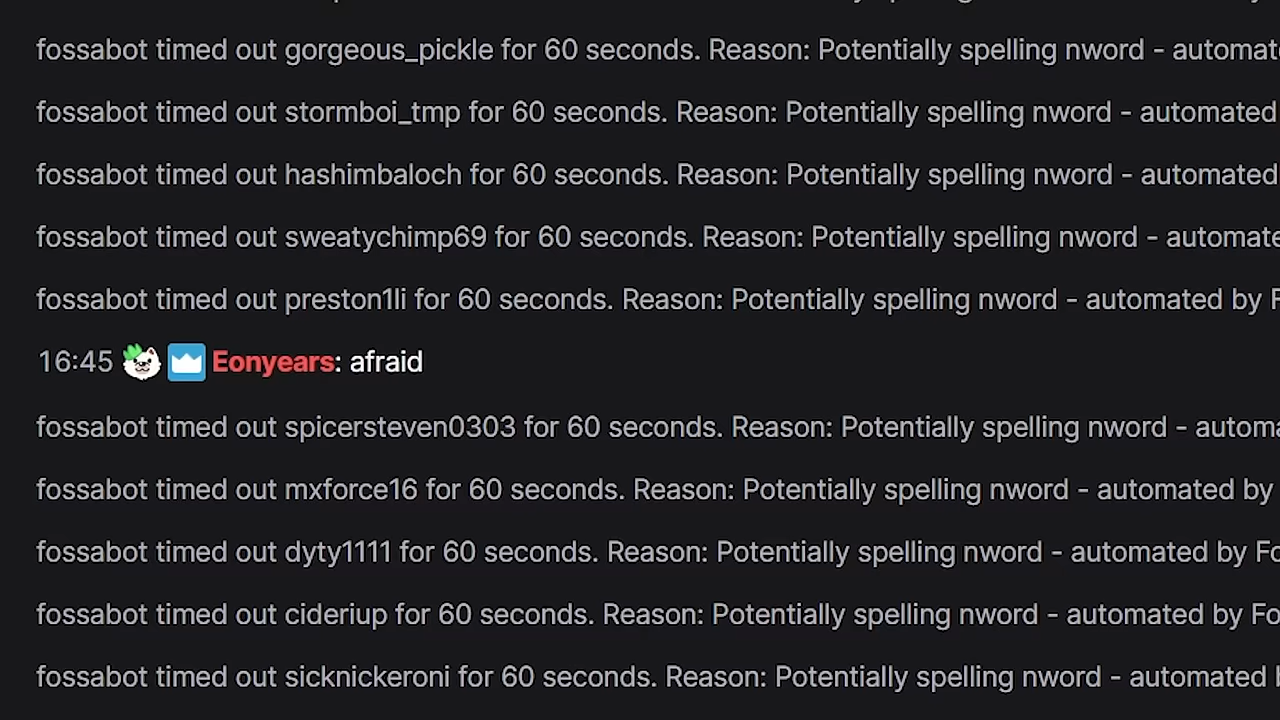 fossabot timed out gorgeous_pickle for 60 seconds. Reason: Potentially spelling nword - automat
fossabot timed out stormboi_tmp for 60 seconds. Reason: Potentially spelling nword - automated
fossabot timed out hashimbaloch for 60 seconds. Reason: Potentially spelling nword - automated
fossabot timed out sweatychimp69 for 60 seconds. Reason: Potentially spelling nword - automate
fossabot timed out preston1li for 60 seconds. Reason: Potentially spelling nword - automated by F
16:45 Eonyears: afraid
fossabot timed out spicersteven0303 for 60 seconds. Reason: Potentially spelling nword - automa
fossabot timed out mxforce16 for 60 seconds. Reason: Potentially spelling nword - automated by
fossabot timed out dyty1111 for 60 seconds. Reason: Potentially spelling nword - automated by Fo
fossabot timed out cideriup for 60 seconds. Reason: Potentially spelling nword - automated by Fo
fossabot timed out sicknickeroni for 60 seconds. Reason: Potentially spelling nword - automated